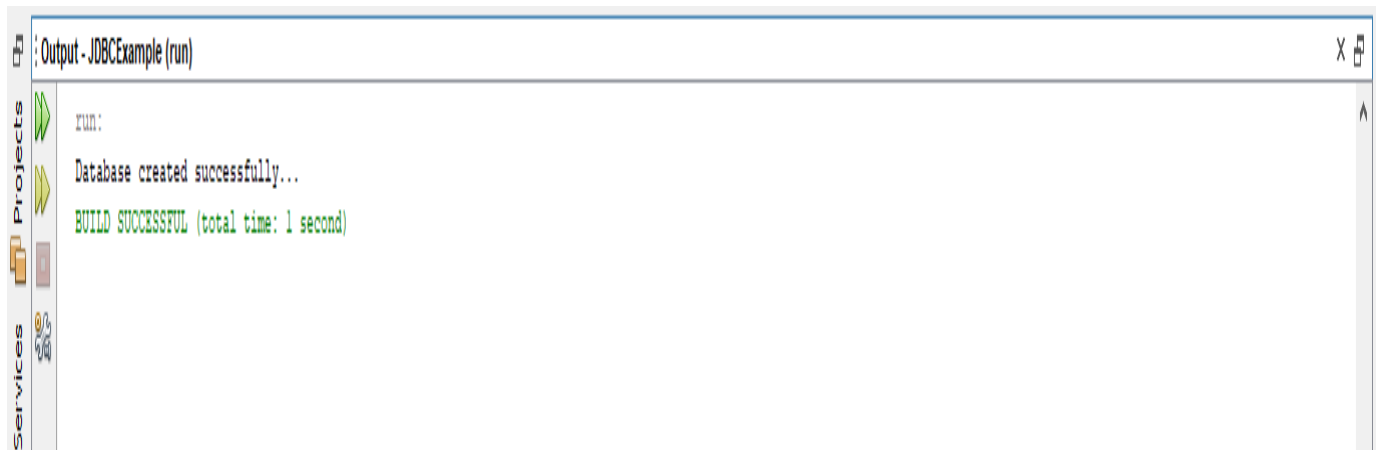 Output - JDBCExample (run)
run:
Database created successfully...
BUILD SUCCESSFUL (total time: 1 second)
Projects
Services